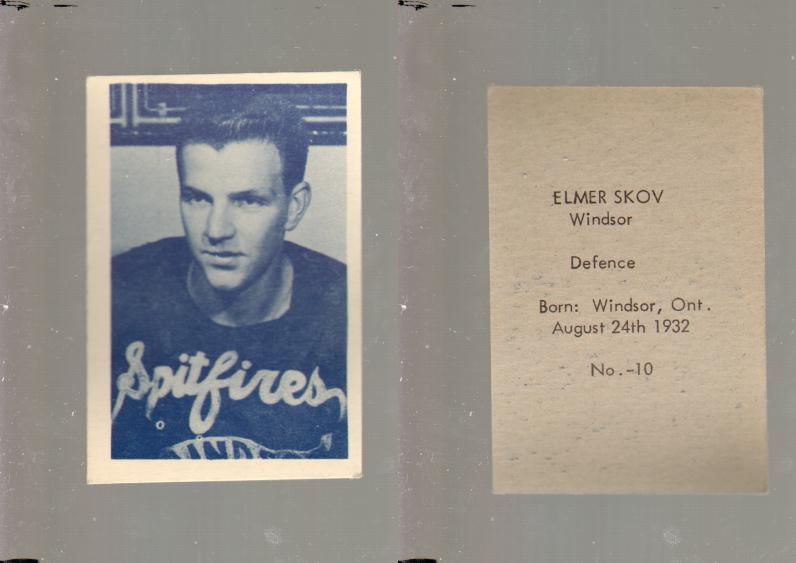 Spitfires
ELMER SKOV
Windsor
Defence
Born: Windsor, Ont.
August 24th 1932
No.-10